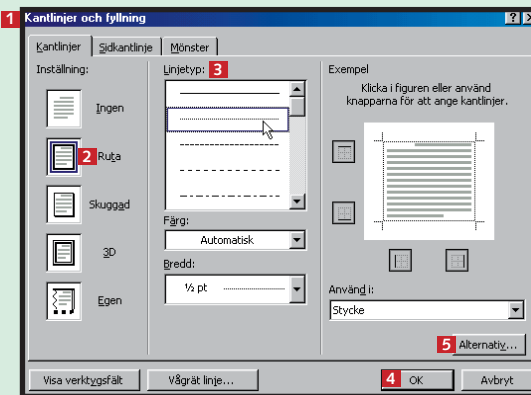 1 Kantlinjer och fyllning
Kantlinjer Sidkantlinje Mönster
Inställning:
Ingen
2 Ruta
Skuggad
3D
Egen
Linjetyp: 3
Färg:
Automatisk
Bredd:
½ pt
Exempel
Klicka i figuren eller använd
knapparna för att ange kantlinjer.
Använd i:
Stycke
5 Alternativ...
Visa verktygsfält Vågrät linje... 4 OK Avbryt